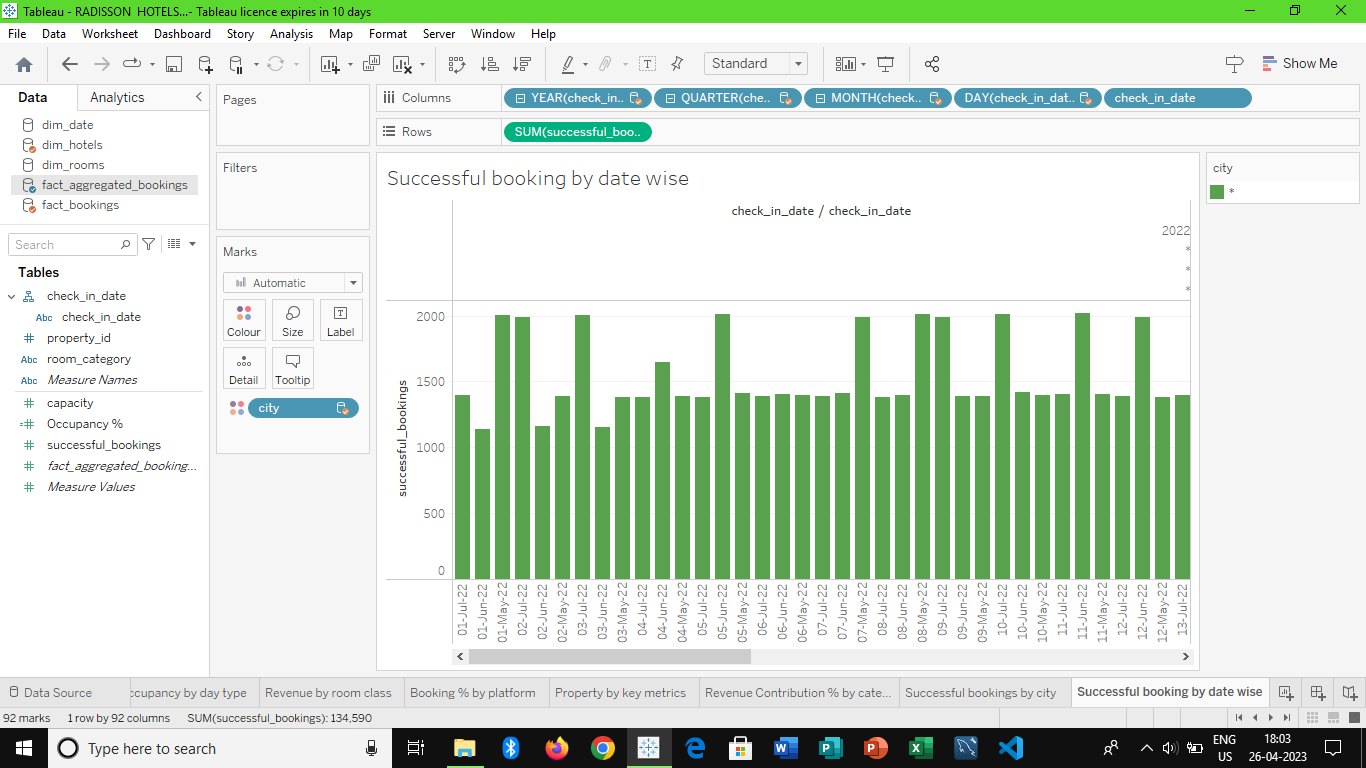 Tableau - RADISSON HOTELS...- Tableau licence expires in 10 days
File Data Worksheet Dashboard Story Analysis Map Format Server Window Help
Standard
Show Me
Data Analytics
dim_date
dim_hotels
dim_rooms
fact_aggregated_bookings
fact_bookings
Search
Tables
check_in_date
Abc check_in_date
property_id
Abc room_category
Abc Measure Names
capacity
Occupancy %
successful_bookings
fact_aggregated_booking...
Measure Values
Pages
Filters
Marks
Automatic
Colour Size Label
Detail Tooltip
city
Columns YEAR(check_in.. QUARTER(che.. MONTH(check.. DAY(check_in_dat.. check_in_date
Rows SUM(successful_boo..
Successful booking by date wise
check_in_date / check_in_date
2022
*
*
*
successful_bookings
2000
1500
1000
500
0
01-Jul-22 01-Jun-22 01-May-22 02-Jul-22 02-Jun-22 02-May-22 03-Jul-22 03-Jun-22 03-May-22 04-Jul-22 04-Jun-22 04-May-22 05-Jul-22 05-Jun-22 05-May-22 06-Jul-22 06-Jun-22 06-May-22 07-Jul-22 07-Jun-22 07-May-22 08-Jul-22 08-Jun-22 08-May-22 09-Jul-22 09-Jun-22 09-May-22 10-Jul-22 10-Jun-22 10-May-22 11-Jul-22 11-Jun-22 11-May-22 12-Jul-22 12-Jun-22 12-May-22 13-Jul-22
city
*
Data Source ccupancy by day type Revenue by room class Booking % by platform Property by key metrics Revenue Contribution % by cate... Successful bookings by city Successful booking by date wise
92 marks 1 row by 92 columns SUM(successful_bookings): 134,590
Type here to search
ENG
US
18:03
26-04-2023